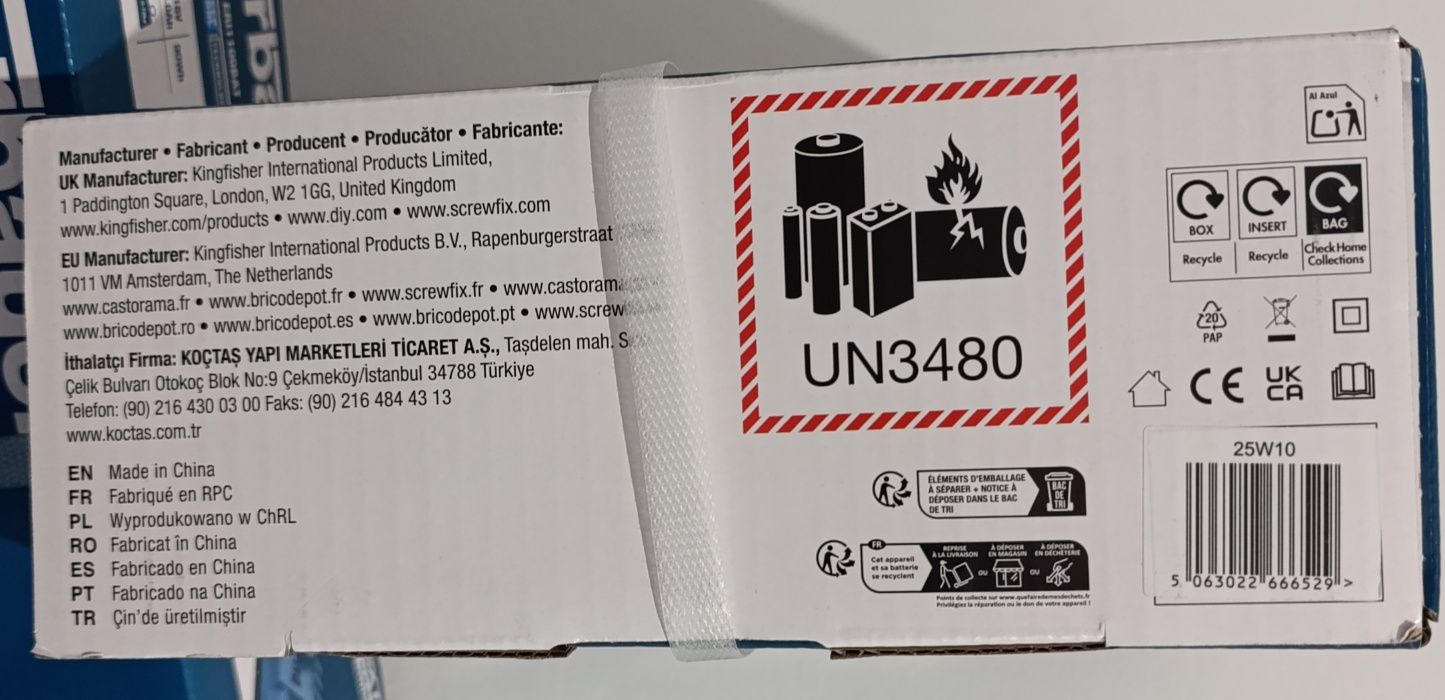 Manufacturer • Fabricant • Producent • Producător • Fabricante:
UK Manufacturer: Kingfisher International Products Limited,
1 Paddington Square, London, W2 1GG, United Kingdom
www.kingfisher.com/products • www.diy.com • www.screwfix.com
EU Manufacturer: Kingfisher International Products B.V., Rapenburgerstraat
1011 VM Amsterdam, The Netherlands
www.castorama.fr • www.bricodepot.fr • www.screwfix.fr •
www.bricodepot.ro • www.bricodepot.es • www.bricodepot.pt •
İthalatçı Firma: KOÇTAŞ YAPI MARKETLERİ TİCARET A.Ş., Taşdelen mah.
Çelik Bulvarı Otokoç Blok No:9 Çekmeköy/İstanbul 34788 Türkiye
Telefon: (90) 216 430 03 00 Faks: (90) 216 484 43 13
www.koctas.com.tr
EN Made in China
FR Fabriqué en RPC
PL Wyprodukowano w ChRL
RO Fabricat în China
ES Fabricado en China
PT Fabricado na China
TR Çin'de üretilmiştir
UN3480
ÉLÉMENTS D'EMBALLAGE
À SÉPARER + NOTICE À
DÉPOSER DANS LE BAC
DE TRI
BAC
DE
TRI
FR
Cet appareil
et sa batterie
se recyclent
REPRISE
À LA LIVRAISON
OU
À DÉPOSER
EN MAGASIN
OU
À DÉPOSER
EN DÉCHÈTERIE
Points de collecte sur www.quefairedemesdechets.fr
Privilégiez la réparation ou le don de votre appareil !
Al Azul
BOX
Recycle
INSERT
Recycle
BAG
Check Home
Collections
20
PAP
CE
UK
CA
25W10
5 063022 666529 >